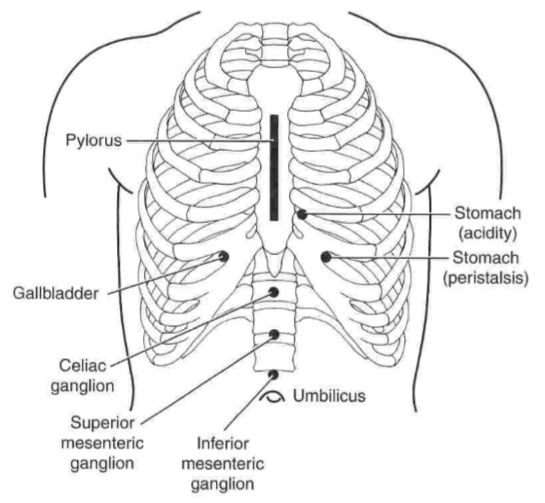 Pylorus
Stomach
(acidity)
Stomach
(peristalsis)
Gallbladder
Celiac
ganglion
Umbilicus
Superior
mesenteric
ganglion
Inferior
mesenteric
ganglion